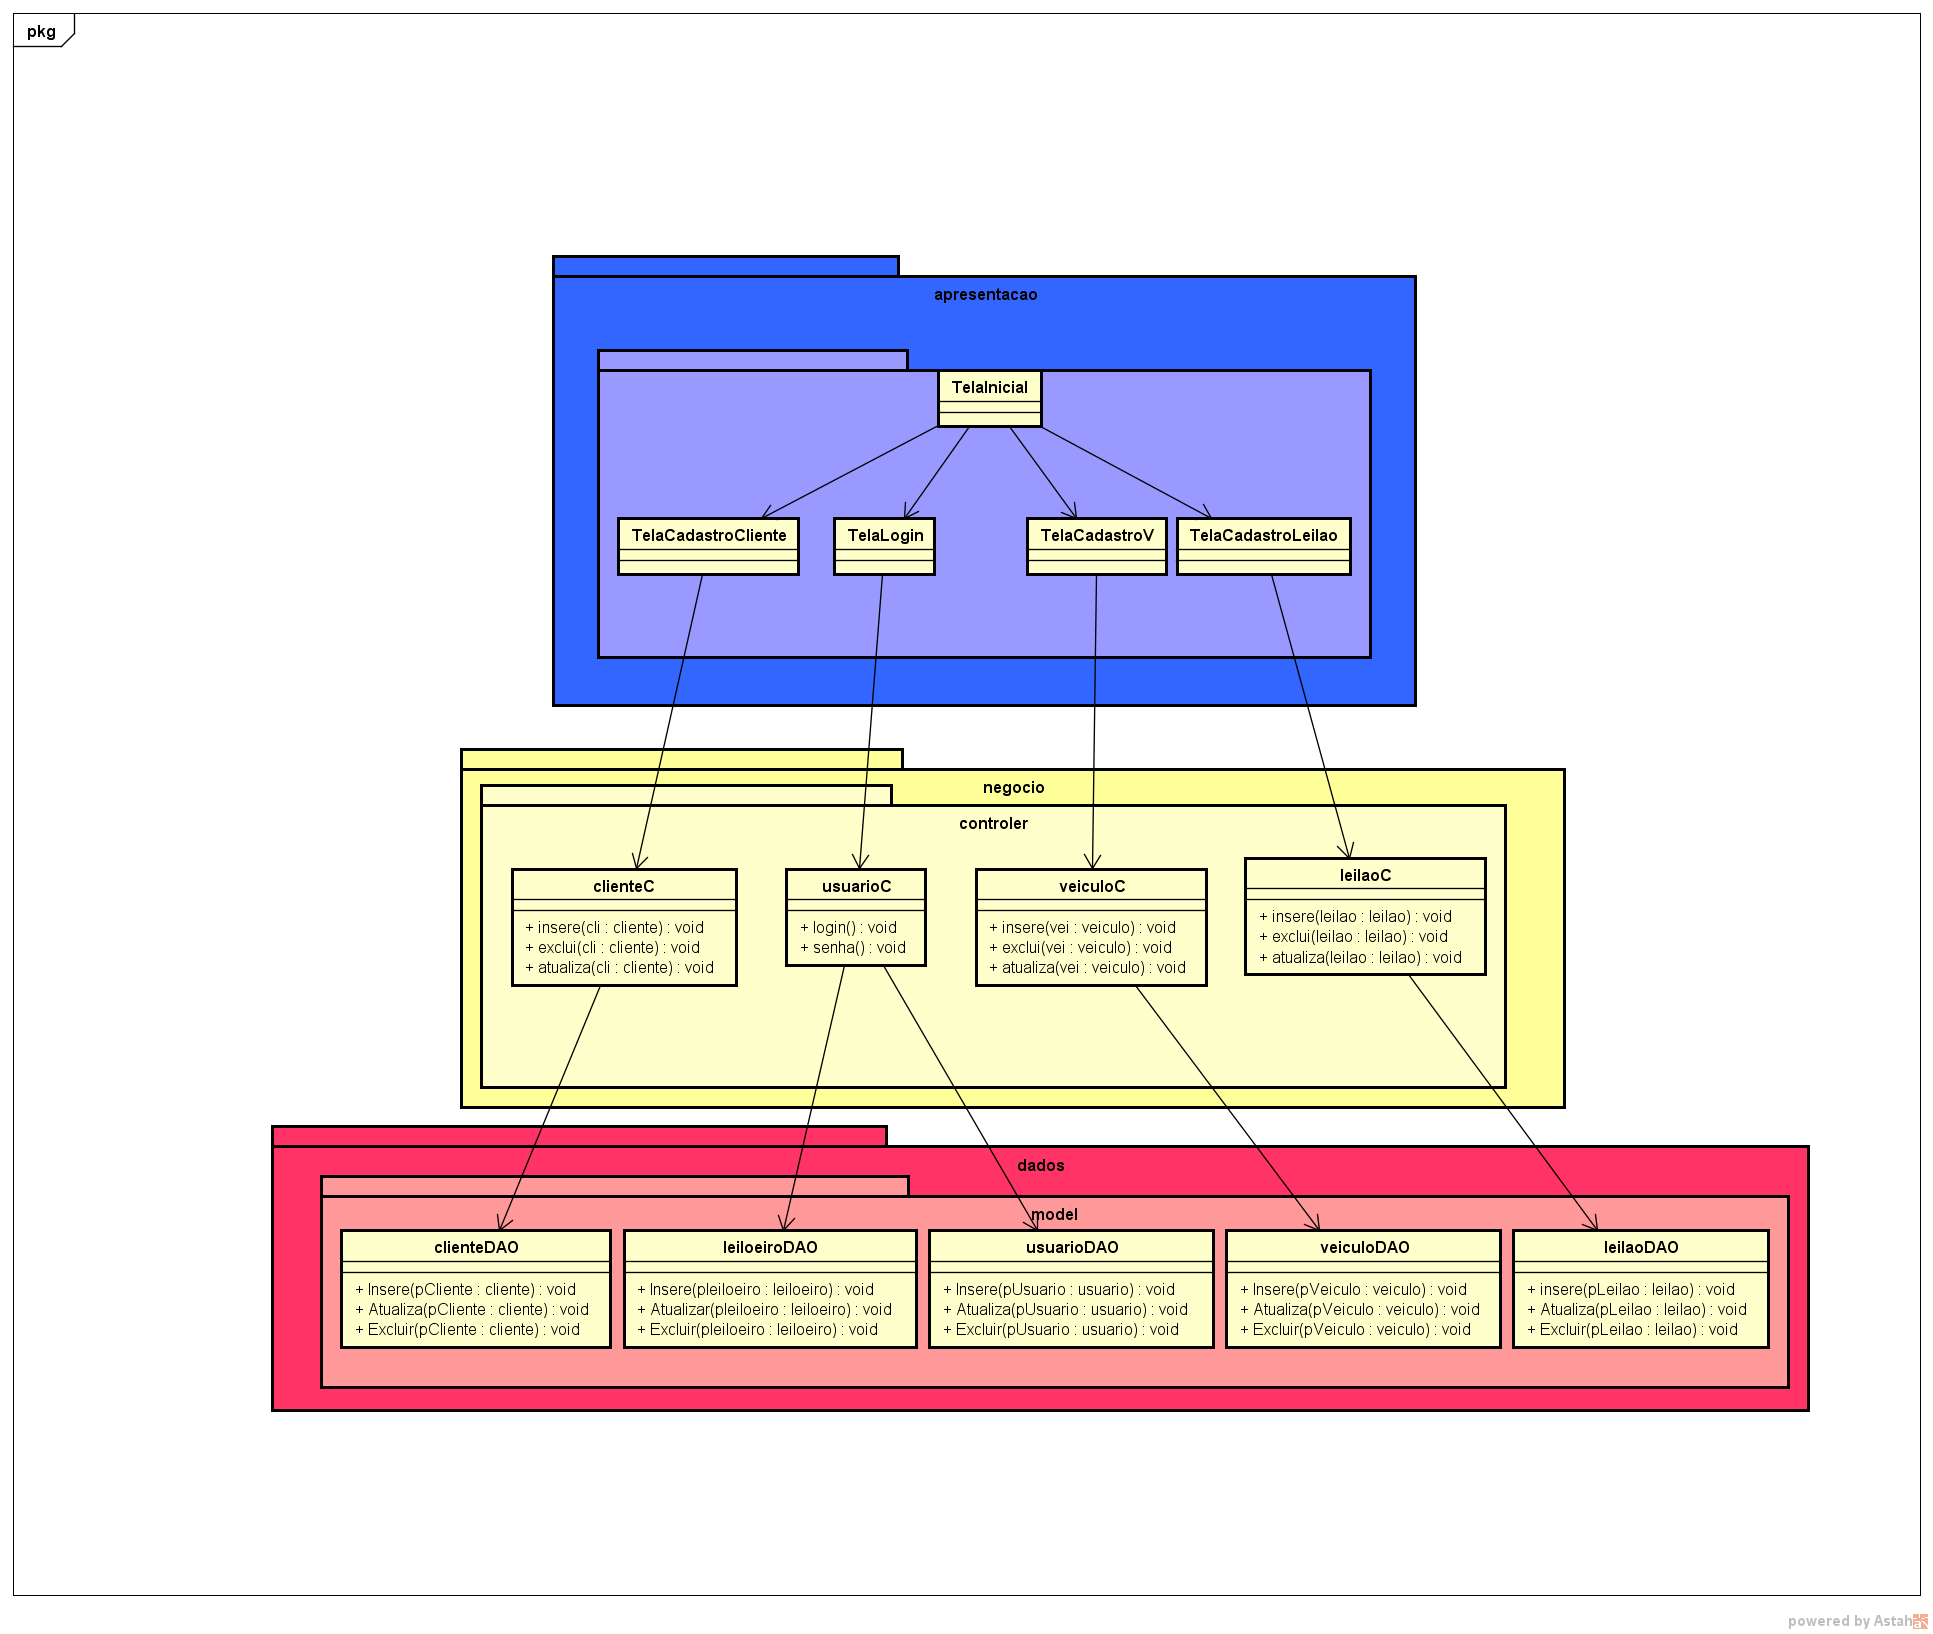 pkg
apresentacao
TelaInicial
TelaCadastroCliente
TelaLogin
TelaCadastroV
TelaCadastroLeilao
negocio
controler
clienteC
+ insere(cli : cliente) : void
+ exclui(cli : cliente) : void
+ atualiza(cli : cliente) : void
usuarioC
+ login() : void
+ senha() : void
veiculoC
+ insere(vei : veiculo) : void
+ exclui(vei : veiculo) : void
+ atualiza(vei : veiculo) : void
leilaoC
+ insere(leilao : leilao) : void
+ exclui(leilao : leilao) : void
+ atualiza(leilao : leilao) : void
dados
model
clienteDAO
+ Insere(pCliente : cliente) : void
+ Atualiza(pCliente : cliente) : void
+ Excluir(pCliente : cliente) : void
leiloeiroDAO
+ Insere(pleiloeiro : leiloeiro) : void
+ Atualizar(pleiloeiro : leiloeiro) : void
+ Excluir(pleiloeiro : leiloeiro) : void
usuarioDAO
+ Insere(pUsuario : usuario) : void
+ Atualiza(pUsuario : usuario) : void
+ Excluir(pUsuario : usuario) : void
veiculoDAO
+ Insere(pVeiculo : veiculo) : void
+ Atualiza(pVeiculo : veiculo) : void
+ Excluir(pVeiculo : veiculo) : void
leilaoDAO
+ insere(pLeilao : leilao) : void
+ Atualiza(pLeilao : leilao) : void
+ Excluir(pLeilao : leilao) : void
powered by Astah